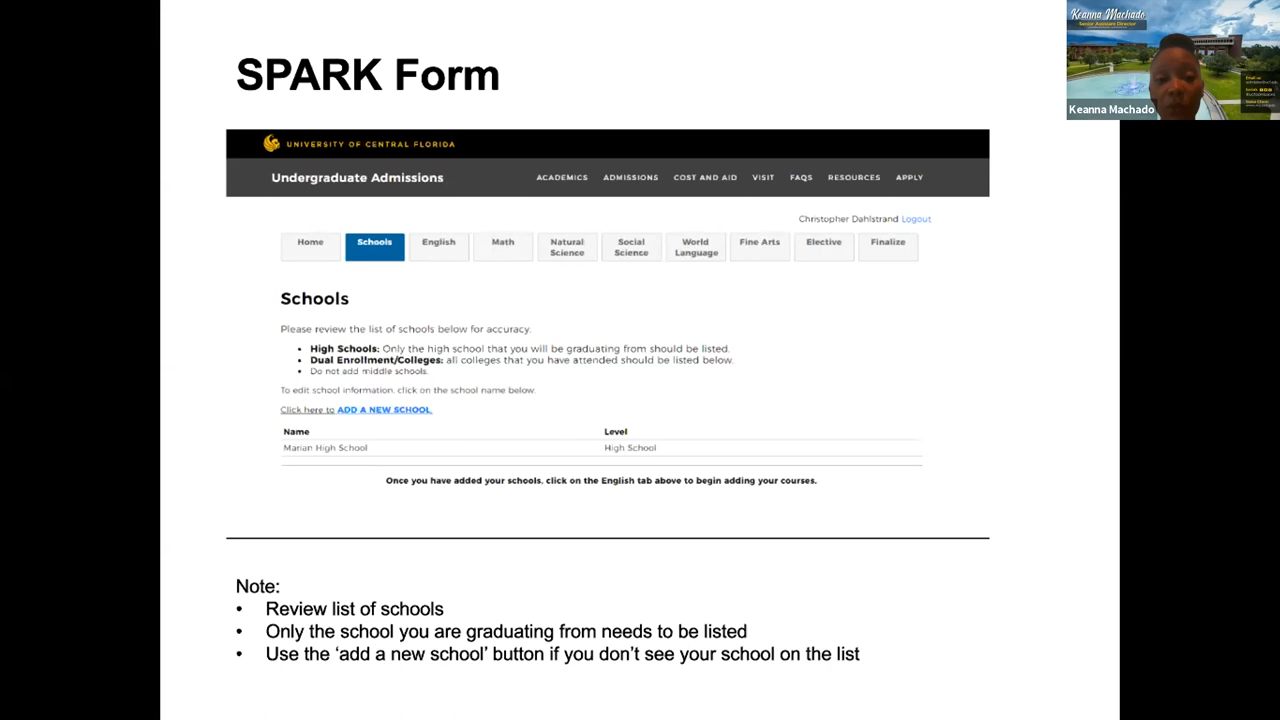 SPARK Form
Keanna Machado
Senior Assistant Director
Keanna Machado
UNIVERSITY OF CENTRAL FLORIDA
Undergraduate Admissions
ACADEMICS ADMISSIONS COST AND AID VISIT FAQS RESOURCES APPLY
Christopher Dahlstrand Logout
Home Schools English Math Natural Science Social Science World Language Fine Arts Elective Finalize
Schools
Please review the list of schools below for accuracy.
• High Schools: Only the high school that you will be graduating from should be listed.
• Dual Enrollment/Colleges: all colleges that you have attended should be listed below.
• Do not add middle schools.
To edit school information, click on the school name below.
Click here to ADD A NEW SCHOOL.
Name Level
Marian High School High School
Once you have added your schools, click on the English tab above to begin adding your courses.
Note:
• Review list of schools
• Only the school you are graduating from needs to be listed
• Use the ‘add a new school’ button if you don’t see your school on the list